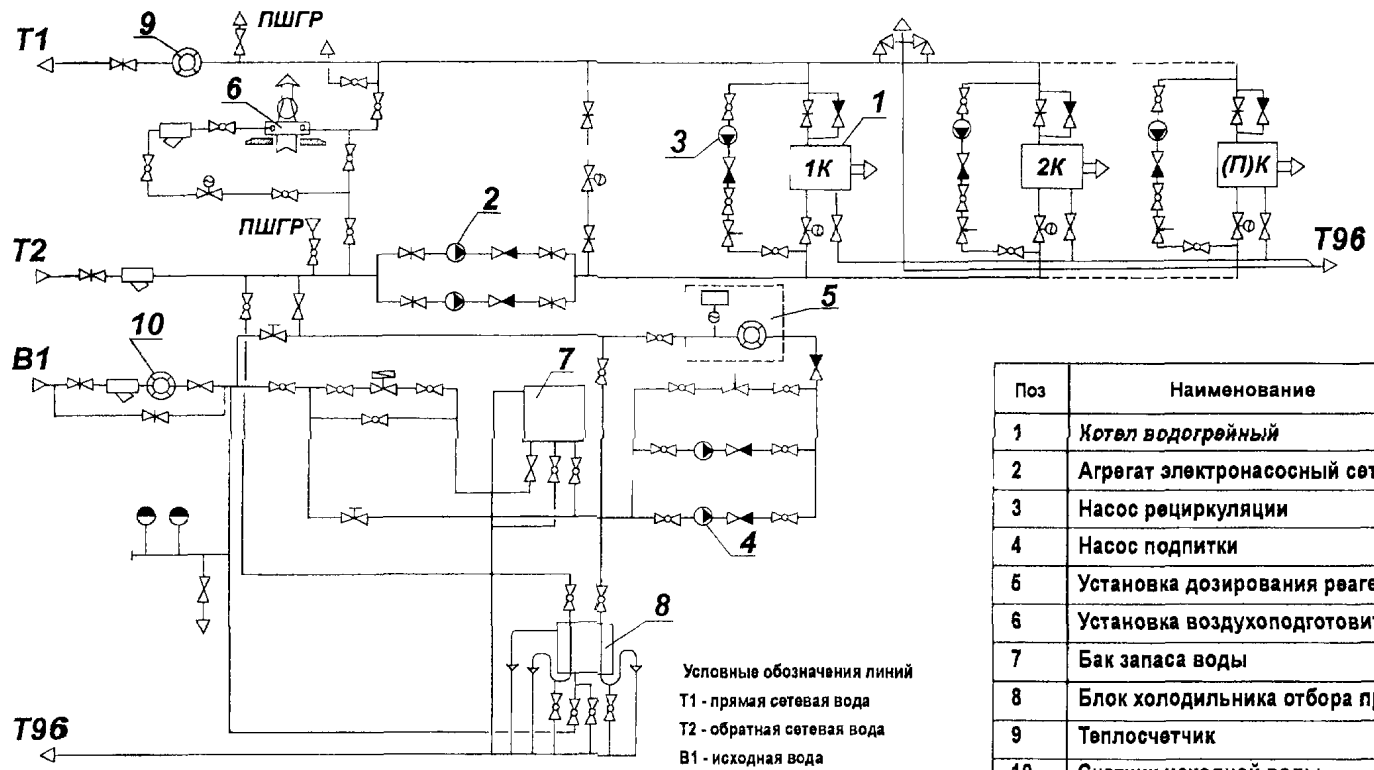 9
ПШГР
T1
6
1
3
1К
2К
(П)К
2
ПШГР
T2
T96
5
10
7
B1
4
8
T96
Условные обозначения линий
T1 - прямая сетевая вода
T2 - обратная сетевая вода
B1 - исходная вода
Поз Наименование
1 Котел водогрейный
2 Агрегат электронасосный сет
3 Насос рециркуляции
4 Насос подпитки
5 Установка дозирования реаге
6 Установка воздухоподготовит
7 Бак запаса воды
8 Блок холодильника отбора пр
9 Теплосчетчик